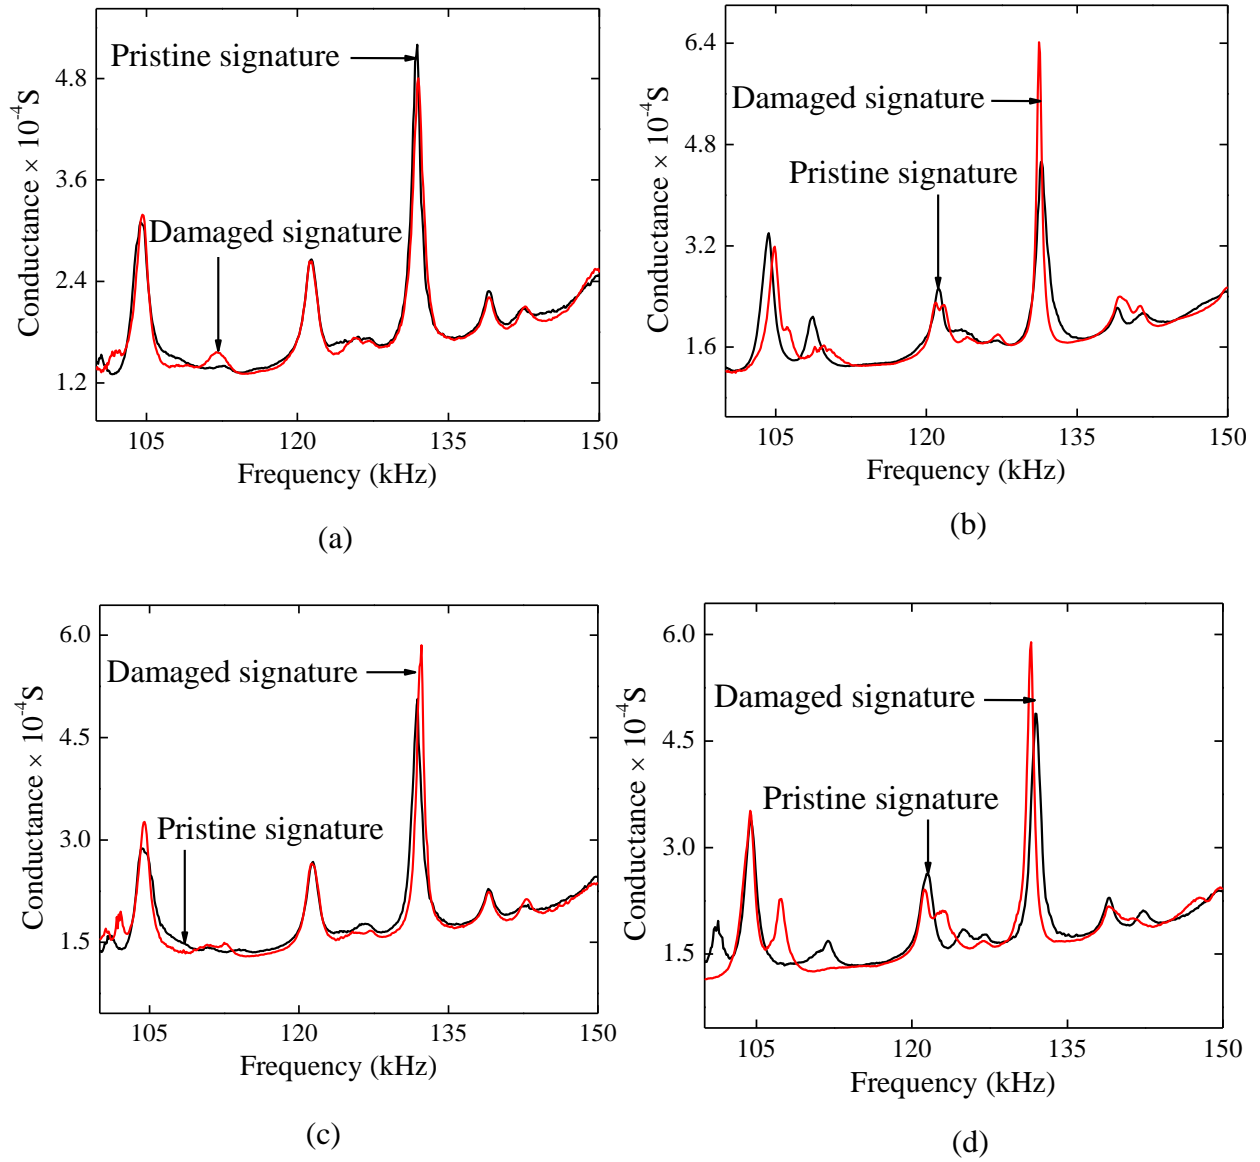 Pristine signature
Damaged signature
4.8
3.6
2.4
1.2
105
120
135
150
Conductance × 10⁻⁴S
Frequency (kHz)
(a)
Damaged signature
Pristine signature
6.4
4.8
3.2
1.6
105
120
135
150
Conductance × 10⁻⁴S
Frequency (kHz)
(b)
Damaged signature
Pristine signature
6.0
4.5
3.0
1.5
105
120
135
150
Conductance × 10⁻⁴S
Frequency (kHz)
(c)
Damaged signature
Pristine signature
6.0
4.5
3.0
1.5
105
120
135
150
Conductance × 10⁻⁴S
Frequency (kHz)
(d)